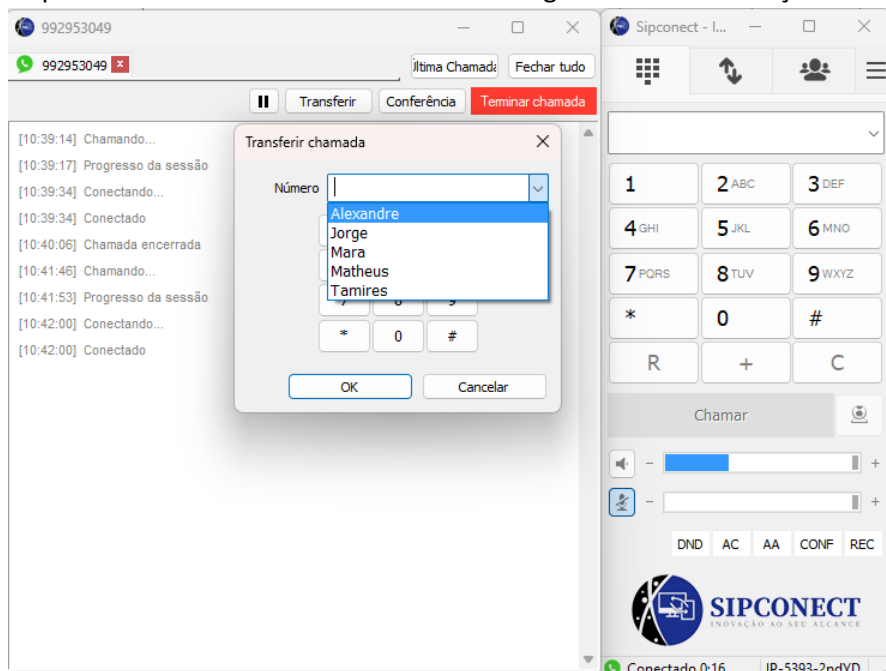 992953049
992953049
Última Chamada
Fechar tudo
Transferir
Conferência
Terminar chamada
[10:39:14] Chamando...
[10:39:17] Progresso da sessão
[10:39:34] Conectando...
[10:39:34] Conectado
[10:40:06] Chamada encerrada
[10:41:46] Chamando...
[10:41:53] Progresso da sessão
[10:42:00] Conectando...
[10:42:00] Conectado
Transferir chamada
Número
Alexandre
Jorge
Mara
Matheus
Tamires
* 0 #
OK
Cancelar
Sipconect - I...
1 2 ABC 3 DEF
4 GHI 5 JKL 6 MNO
7 PQRS 8 TUV 9 WXYZ
* 0 #
R + C
Chamar
- +
- +
DND AC AA CONF REC
SIPCONECT
INOVAÇÃO AO SEU ALCANCE
Conectado 0:16 IP-5393-2ndYD